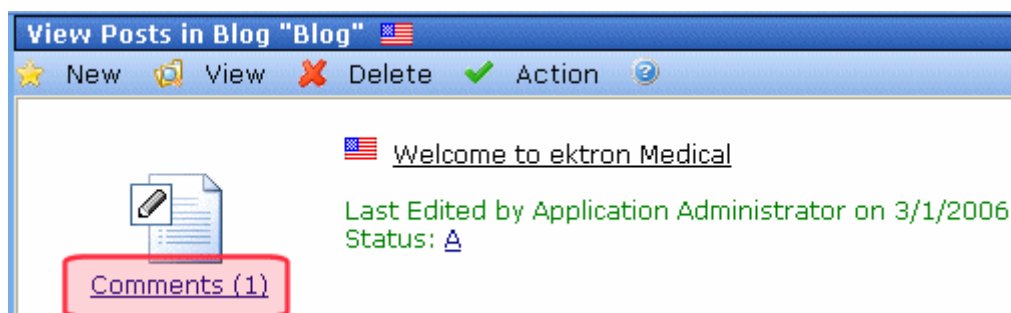 View Posts in Blog "Blog"
New View Delete Action
Welcome to ektron Medical
Last Edited by Application Administrator on 3/1/2006
Status: A
Comments (1)